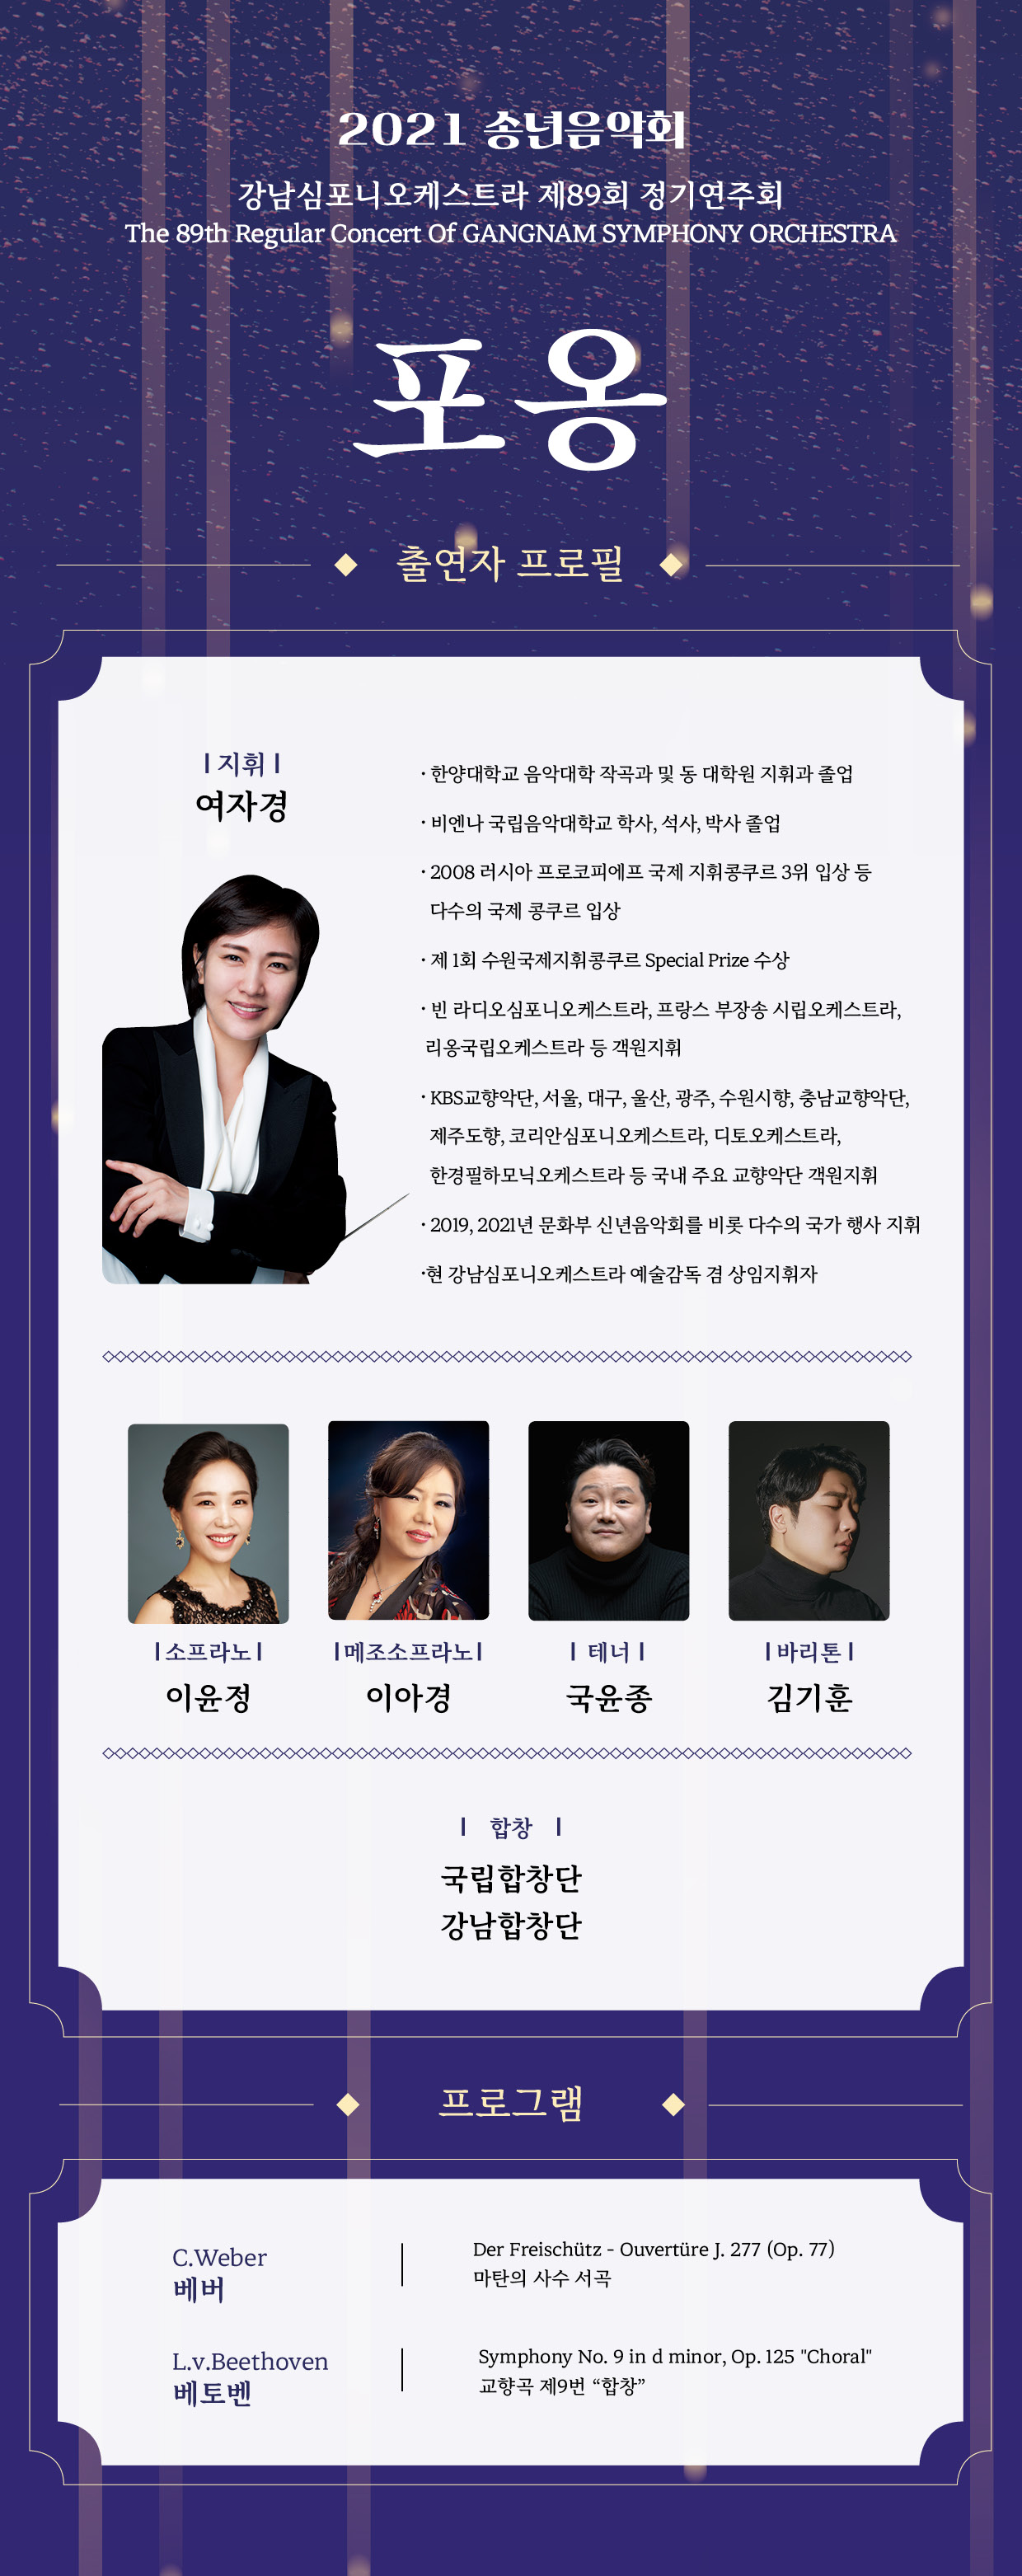 2021 송년음악회
강남심포니오케스트라 제89회 정기연주회
The 89th Regular Concert Of GANGNAM SYMPHONY ORCHESTRA
포옹
출연자 프로필
| 지휘 |
여자경
· 한양대학교 음악대학 작곡과 및 동 대학원 지휘과 졸업
· 비엔나 국립음악대학교 학사, 석사, 박사 졸업
· 2008 러시아 프로코피에프 국제 지휘콩쿠르 3위 입상 등
다수의 국제 콩쿠르 입상
· 제 1회 수원국제지휘콩쿠르 Special Prize 수상
· 빈 라디오심포니오케스트라, 프랑스 부장송 시립오케스트라,
리옹국립오케스트라 등 객원지휘
· KBS교향악단, 서울, 대구, 울산, 광주, 수원시향, 충남교향악단,
제주도향, 코리안심포니오케스트라, 디토오케스트라,
한경필하모닉오케스트라 등 국내 주요 교향악단 객원지휘
· 2019, 2021년 문화부 신년음악회를 비롯 다수의 국가 행사 지휘
·현 강남심포니오케스트라 예술감독 겸 상임지휘자
| 소프라노 |
이윤정
| 메조소프라노 |
이아경
| 테너 |
국윤종
| 바리톤 |
김기훈
| 합창 |
국립합창단
강남합창단
프로그램
C.Weber
베버
Der Freischütz - Ouvertüre J. 277 (Op. 77)
마탄의 사수 서곡
L.v.Beethoven
베토벤
Symphony No. 9 in d minor, Op. 125 "Choral"
교향곡 제9번 “합창”